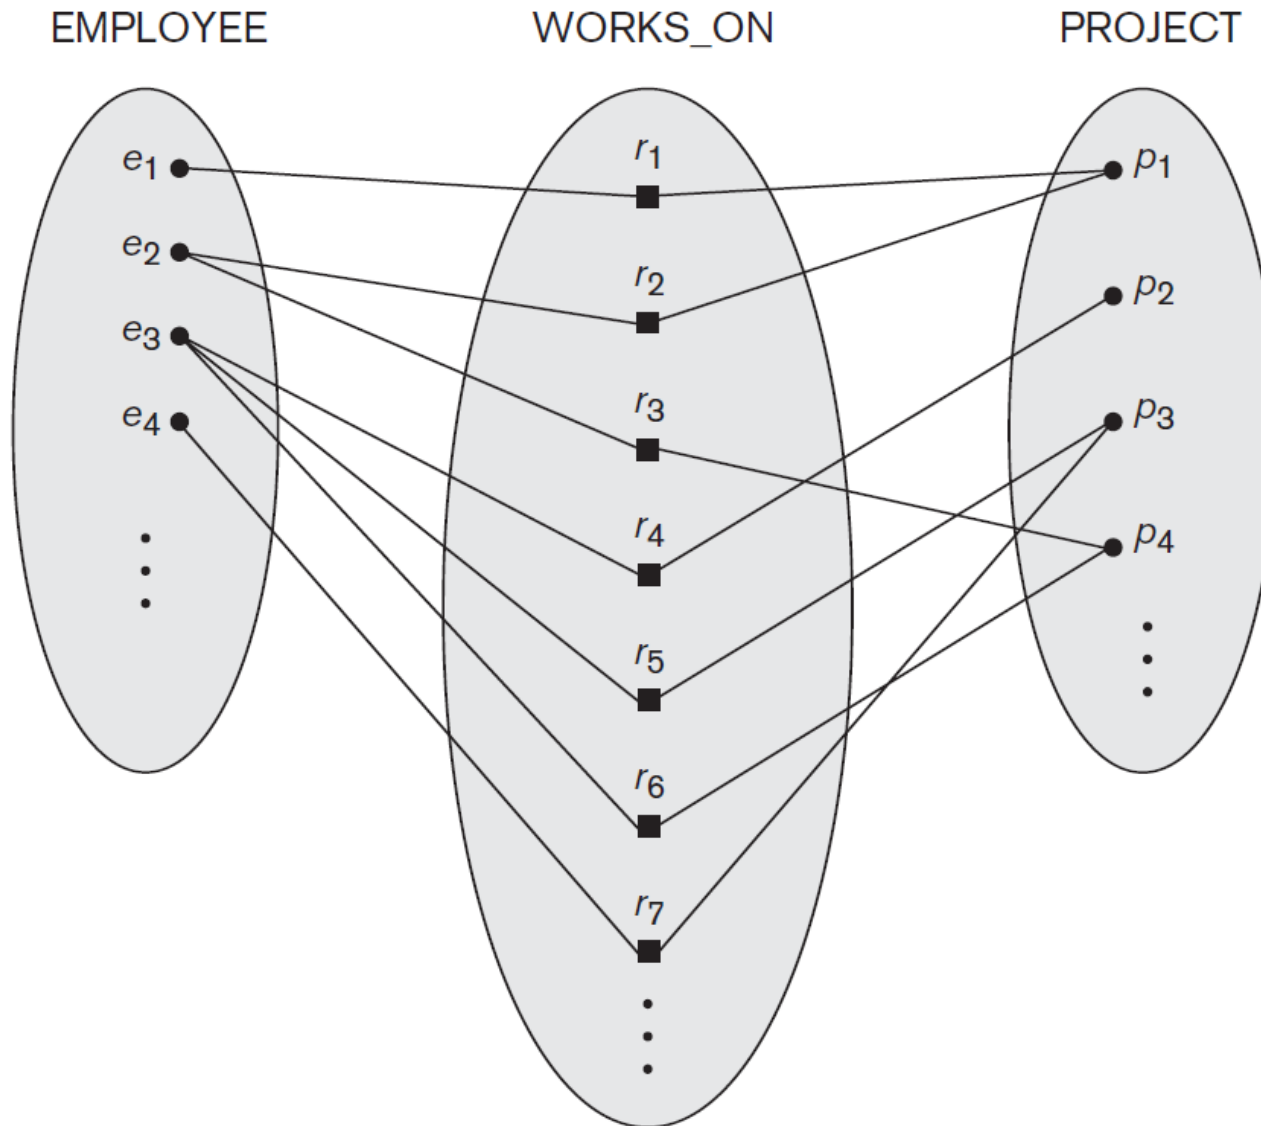 EMPLOYEE WORKS_ON PROJECT
e1 r1 p1
e2 r2 p2
e3 r3 p3
e4 r4 p4
r5
r6
r7